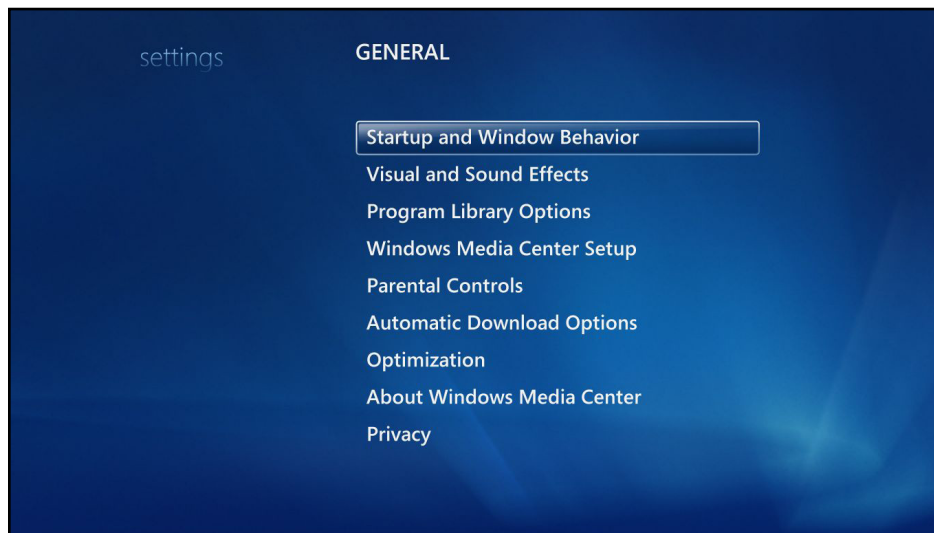 settings
GENERAL
Startup and Window Behavior
Visual and Sound Effects
Program Library Options
Windows Media Center Setup
Parental Controls
Automatic Download Options
Optimization
About Windows Media Center
Privacy